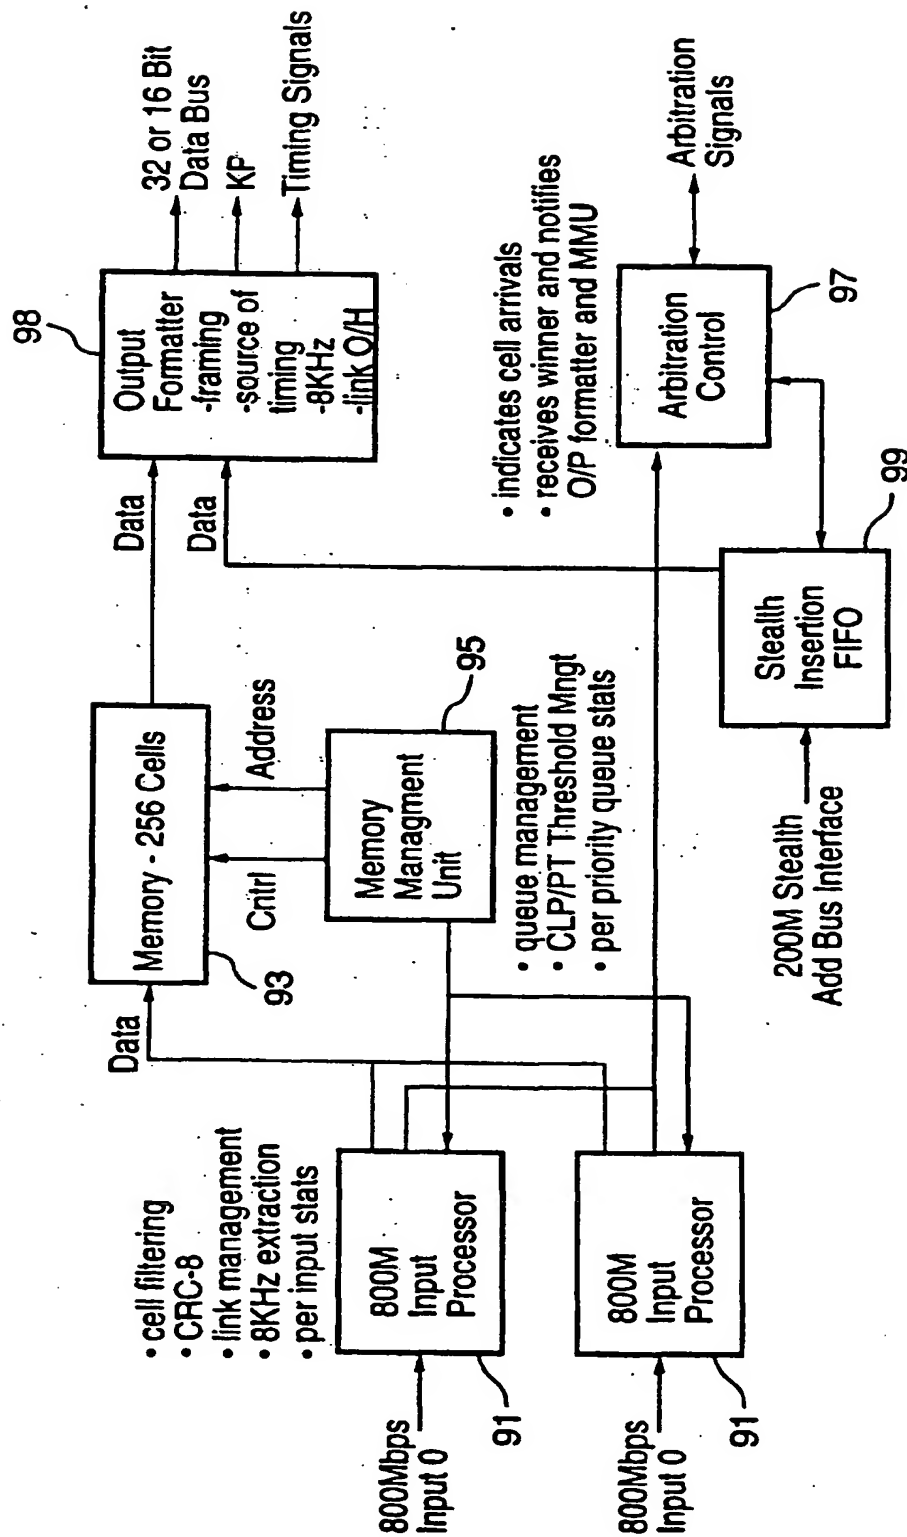 • cell filtering
• CRC-8
• link management
• 8KHz extraction
• per input stats
800Mbps
Input 0
91
800M
Input
Processor
800Mbps
Input 0
91
800M
Input
Processor
Data
93
Memory - 256 Cells
Cntrl
Address
Memory
Managment
Unit
95
• queue management
• CLP/PT Threshold Mngt
• per priority queue stats
200M Stealth
Add Bus Interface
Stealth
Insertion
FIFO
99
Data
Data
98
Output
Formatter
-framing
-source of
timing
-8KHz
-link O/H
32 or 16 Bit
Data Bus
KP
Timing Signals
• indicates cell arrivals
• receives winner and notifies
O/P formatter and MMU
Arbitration
Control
97
Arbitration
Signals